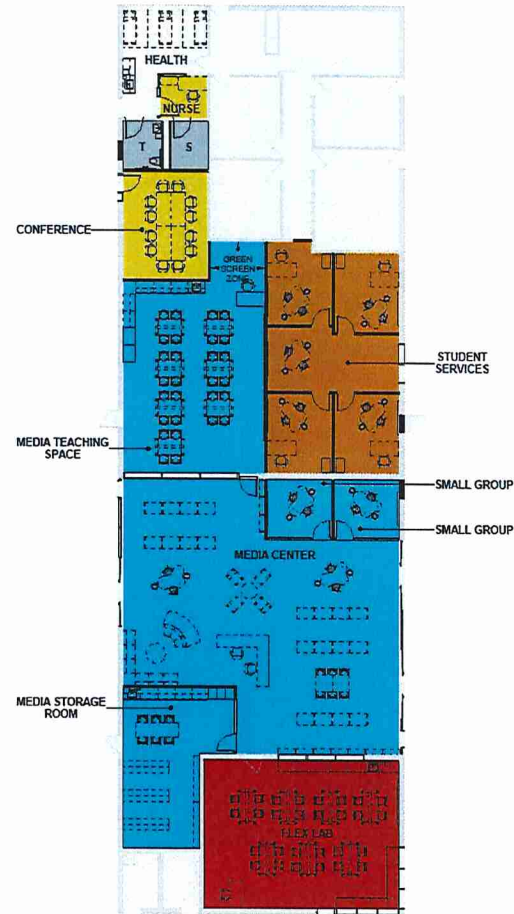 HEALTH
NURSE
T
S
CONFERENCE
GREEN
SCREEN
ZONE
STUDENT
SERVICES
MEDIA TEACHING
SPACE
SMALL GROUP
SMALL GROUP
MEDIA CENTER
MEDIA STORAGE
ROOM
FLEX LAB